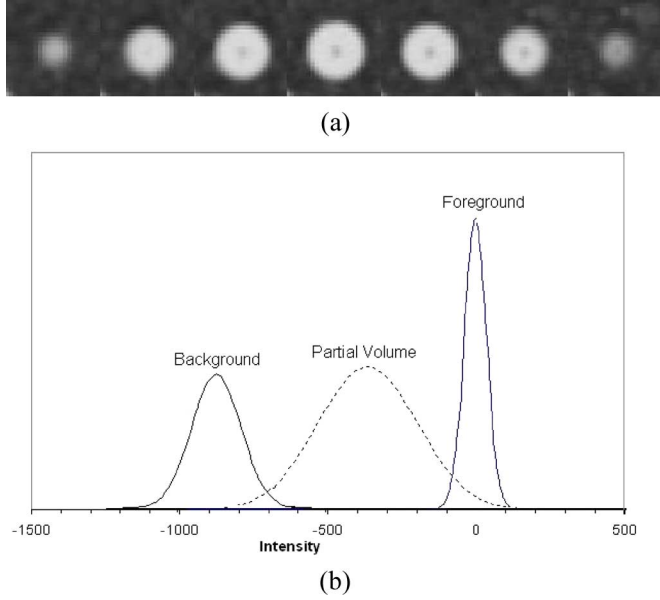 (a)
Foreground
Partial Volume
Background
-1500 -1000 -500 0 500
Intensity
(b)